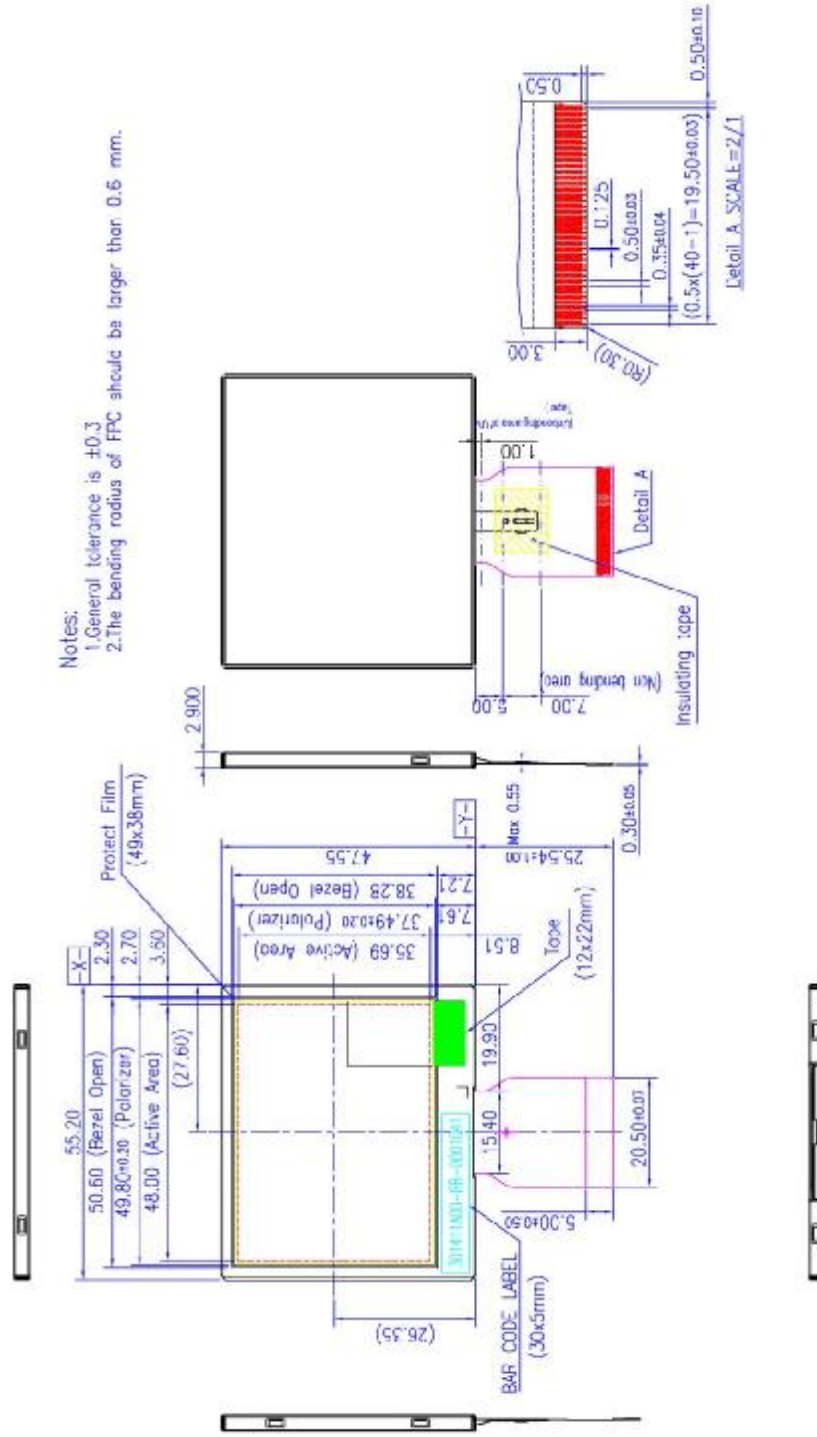 Notes:
1.General tolerance is ±0.3
2.The bending radius of FPC should be larger than 0.6 mm.
-X-
55.20
50.60 (Bezel Open)
2.30
49.80±0.20 (Polarizer)
2.70
48.00 (Active Area)
3.60
(27.60)
Protect Film
(49x38mm)
47.55
38.28 (Bezel Open)
7.21
37.49±0.20 (Polarizer)
7.61
35.69 (Active Area)
8.51
-Y-
25.54±1.00
(26.35)
19.90
15.40
20.50±0.07
5.00±0.50
Tape
(12x22mm)
BAR CODE LABEL
(30x5mm)
2.900
Max 0.55
0.30±0.05
1.00
5.00
7.00
(Non bending area)
Insulating tape
Detail A
0.50
3.00
(R0.30)
0.125
0.50±0.03
0.35±0.04
(0.5x(40-1)=19.50±0.03)
0.50±0.10
Detail A SCALE=2/1